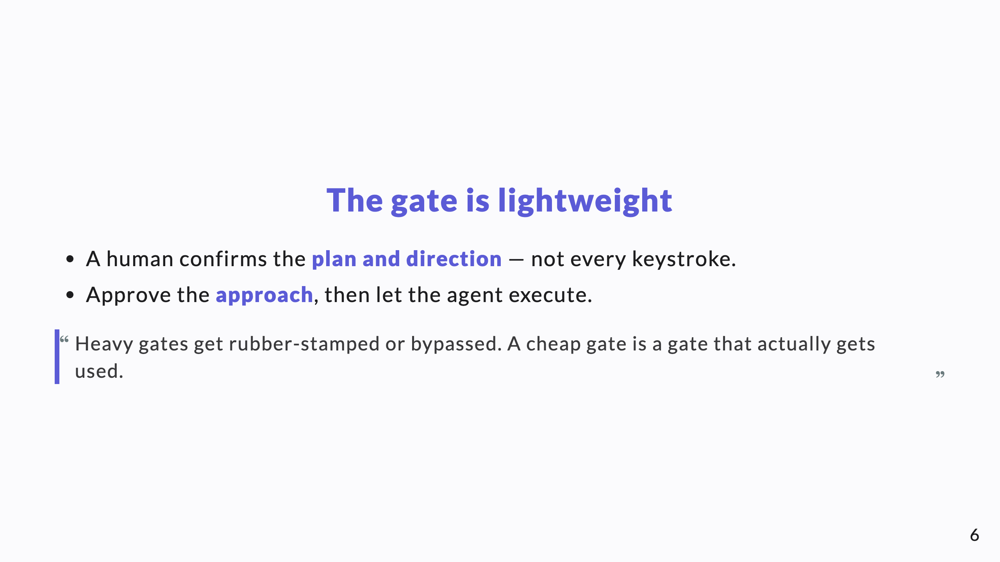 The gate is lightweight
• A human confirms the plan and direction — not every keystroke.
• Approve the approach, then let the agent execute.
“ Heavy gates get rubber-stamped or bypassed. A cheap gate is a gate that actually gets
used. ”
6